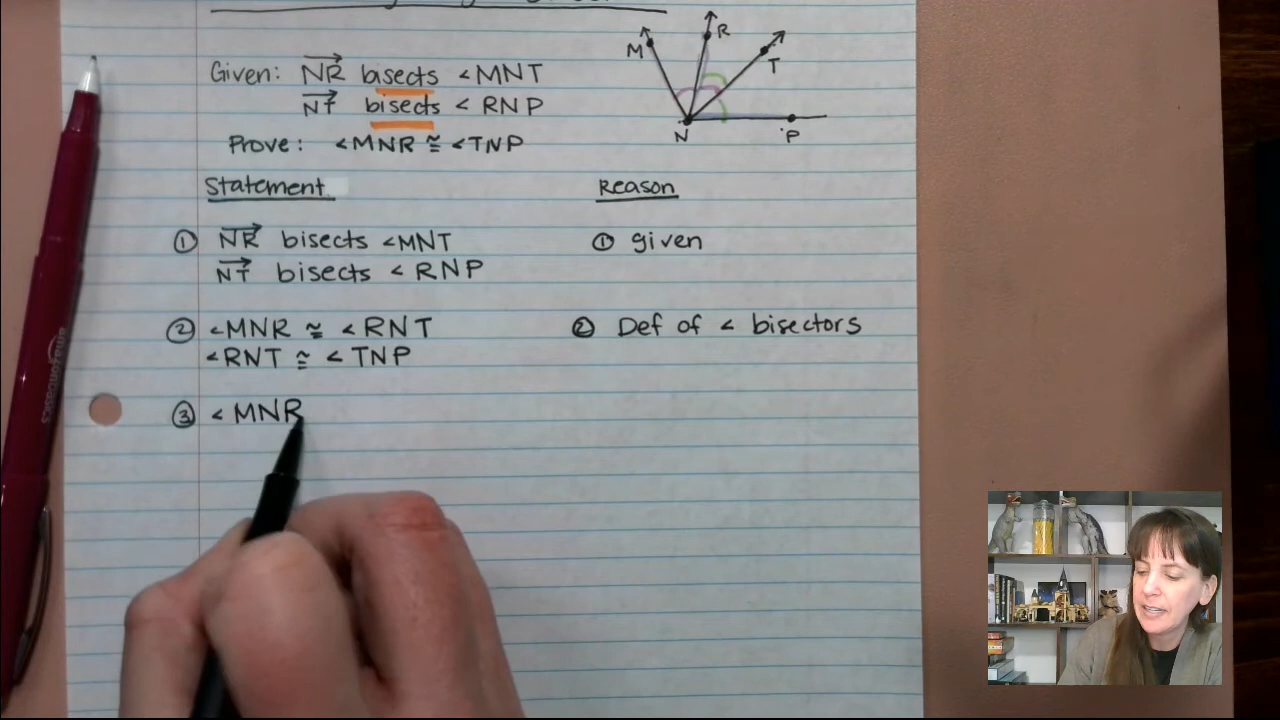 Given: NR bisects <MNT
NT bisects < RNP
Prove: <MNR ≅ <TNP
M
R
T
N
P
Statement
Reason
① NR bisects <MNT
① given
NT bisects < RNP
② <MNR ≅ <RNT
② Def of < bisectors
<RNT ≅ < TNP
③ < MNR
amazonbasics